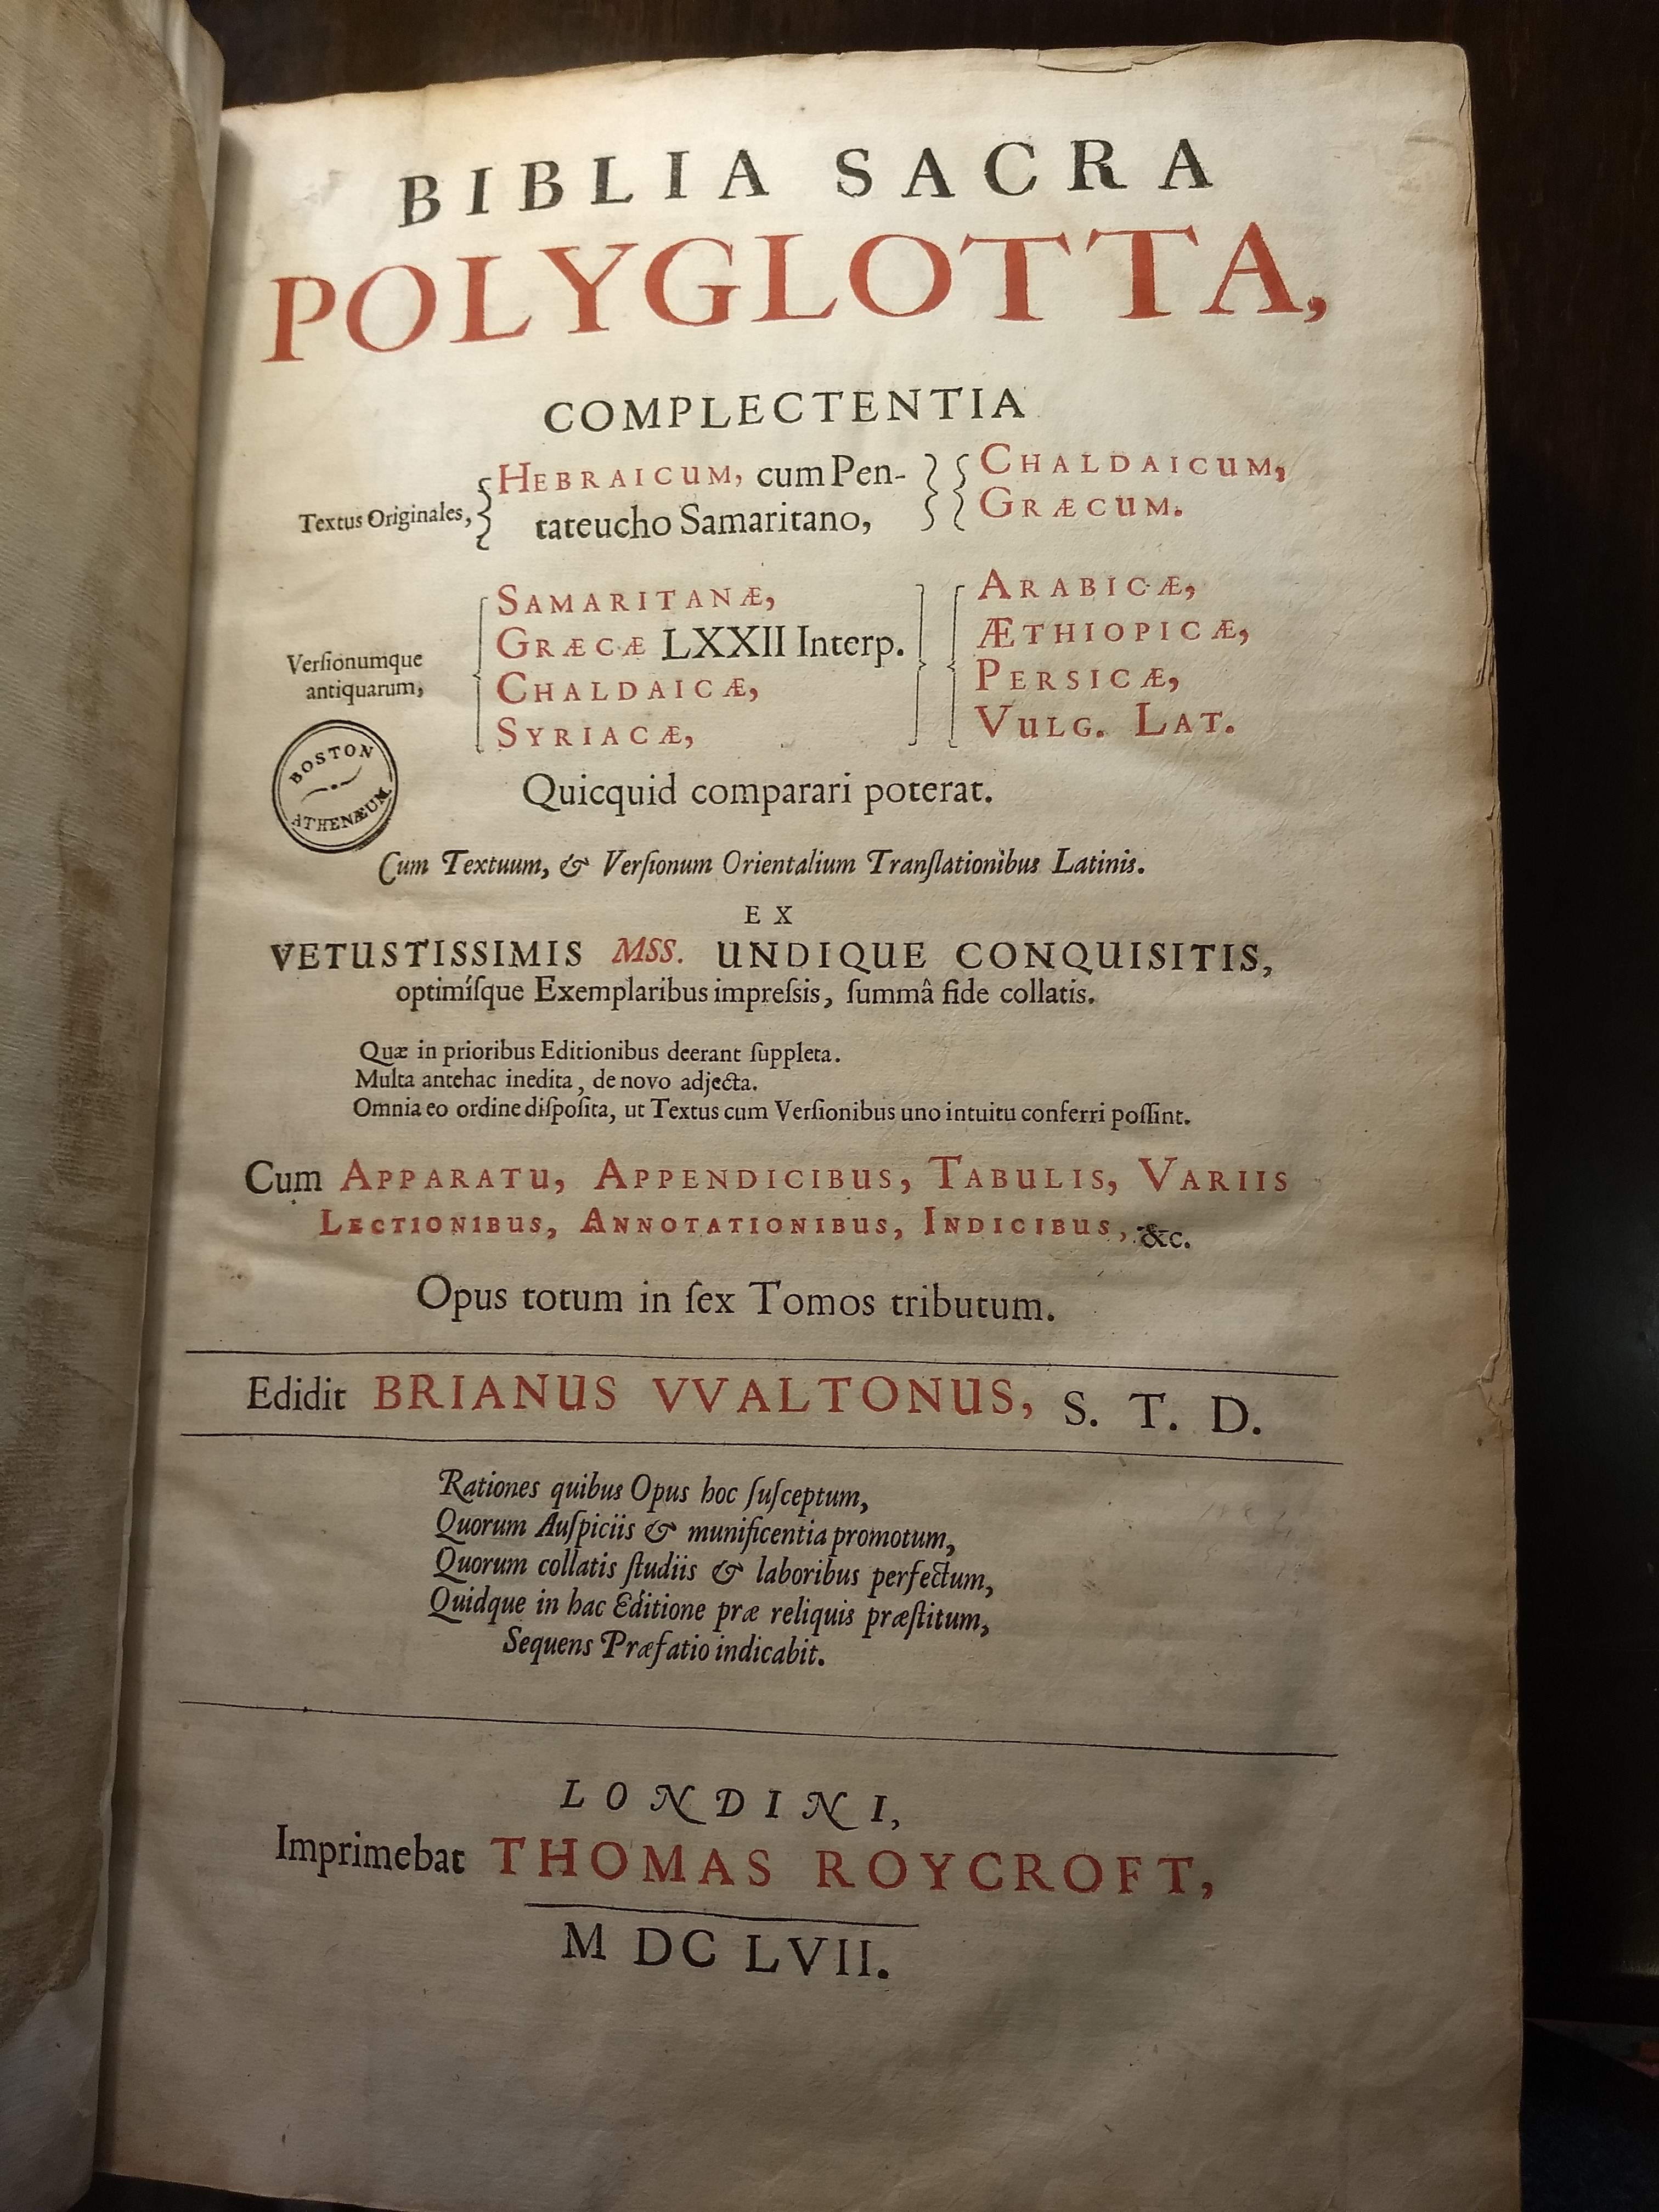 BIBLIA SACRA
POLYGLOTTA,
COMPLECTENTIA
Textus Originales, { HEBRAICUM, cum Pen- } { CHALDAICUM,
tateucho Samaritano, GRÆCUM.
Versionumque antiquarum, { SAMARITANÆ, } { ARABICÆ,
GRÆCÆ LXXII Interp. ÆTHIOPICÆ,
CHALDAICÆ, PERSICÆ,
SYRIACÆ, VULG. LAT.
BOSTON
ATHENÆUM
Quicquid comparari poterat.
Cum Textuum, & Verſionum Orientalium Tranſlationibus Latinis.
EX
VETUSTISSIMIS MSS. UNDIQUE CONQUISITIS,
optimíſque Exemplaribus impreſsis, ſummâ fide collatis.
Quæ in prioribus Editionibus deerant ſuppleta.
Multa antehac inedita, de novo adjecta.
Omnia eo ordine diſpoſita, ut Textus cum Verſionibus uno intuitu conferri poſſint.
Cum APPARATU, APPENDICIBUS, TABULIS, VARIIS
LECTIONIBUS, ANNOTATIONIBUS, INDICIBUS, &c.
Opus totum in ſex Tomos tributum.
Edidit BRIANUS VVALTONUS, S. T. D.
Rationes quibus Opus hoc ſuſceptum,
Quorum Auſpiciis & munificentia promotum,
Quorum collatis ſtudiis & laboribus perfectum,
Quidque in hac Editione præ reliquis præſtitum,
Sequens Præfatio indicabit.
LONDINI,
Imprimebat THOMAS ROYCROFT,
M DC LVII.